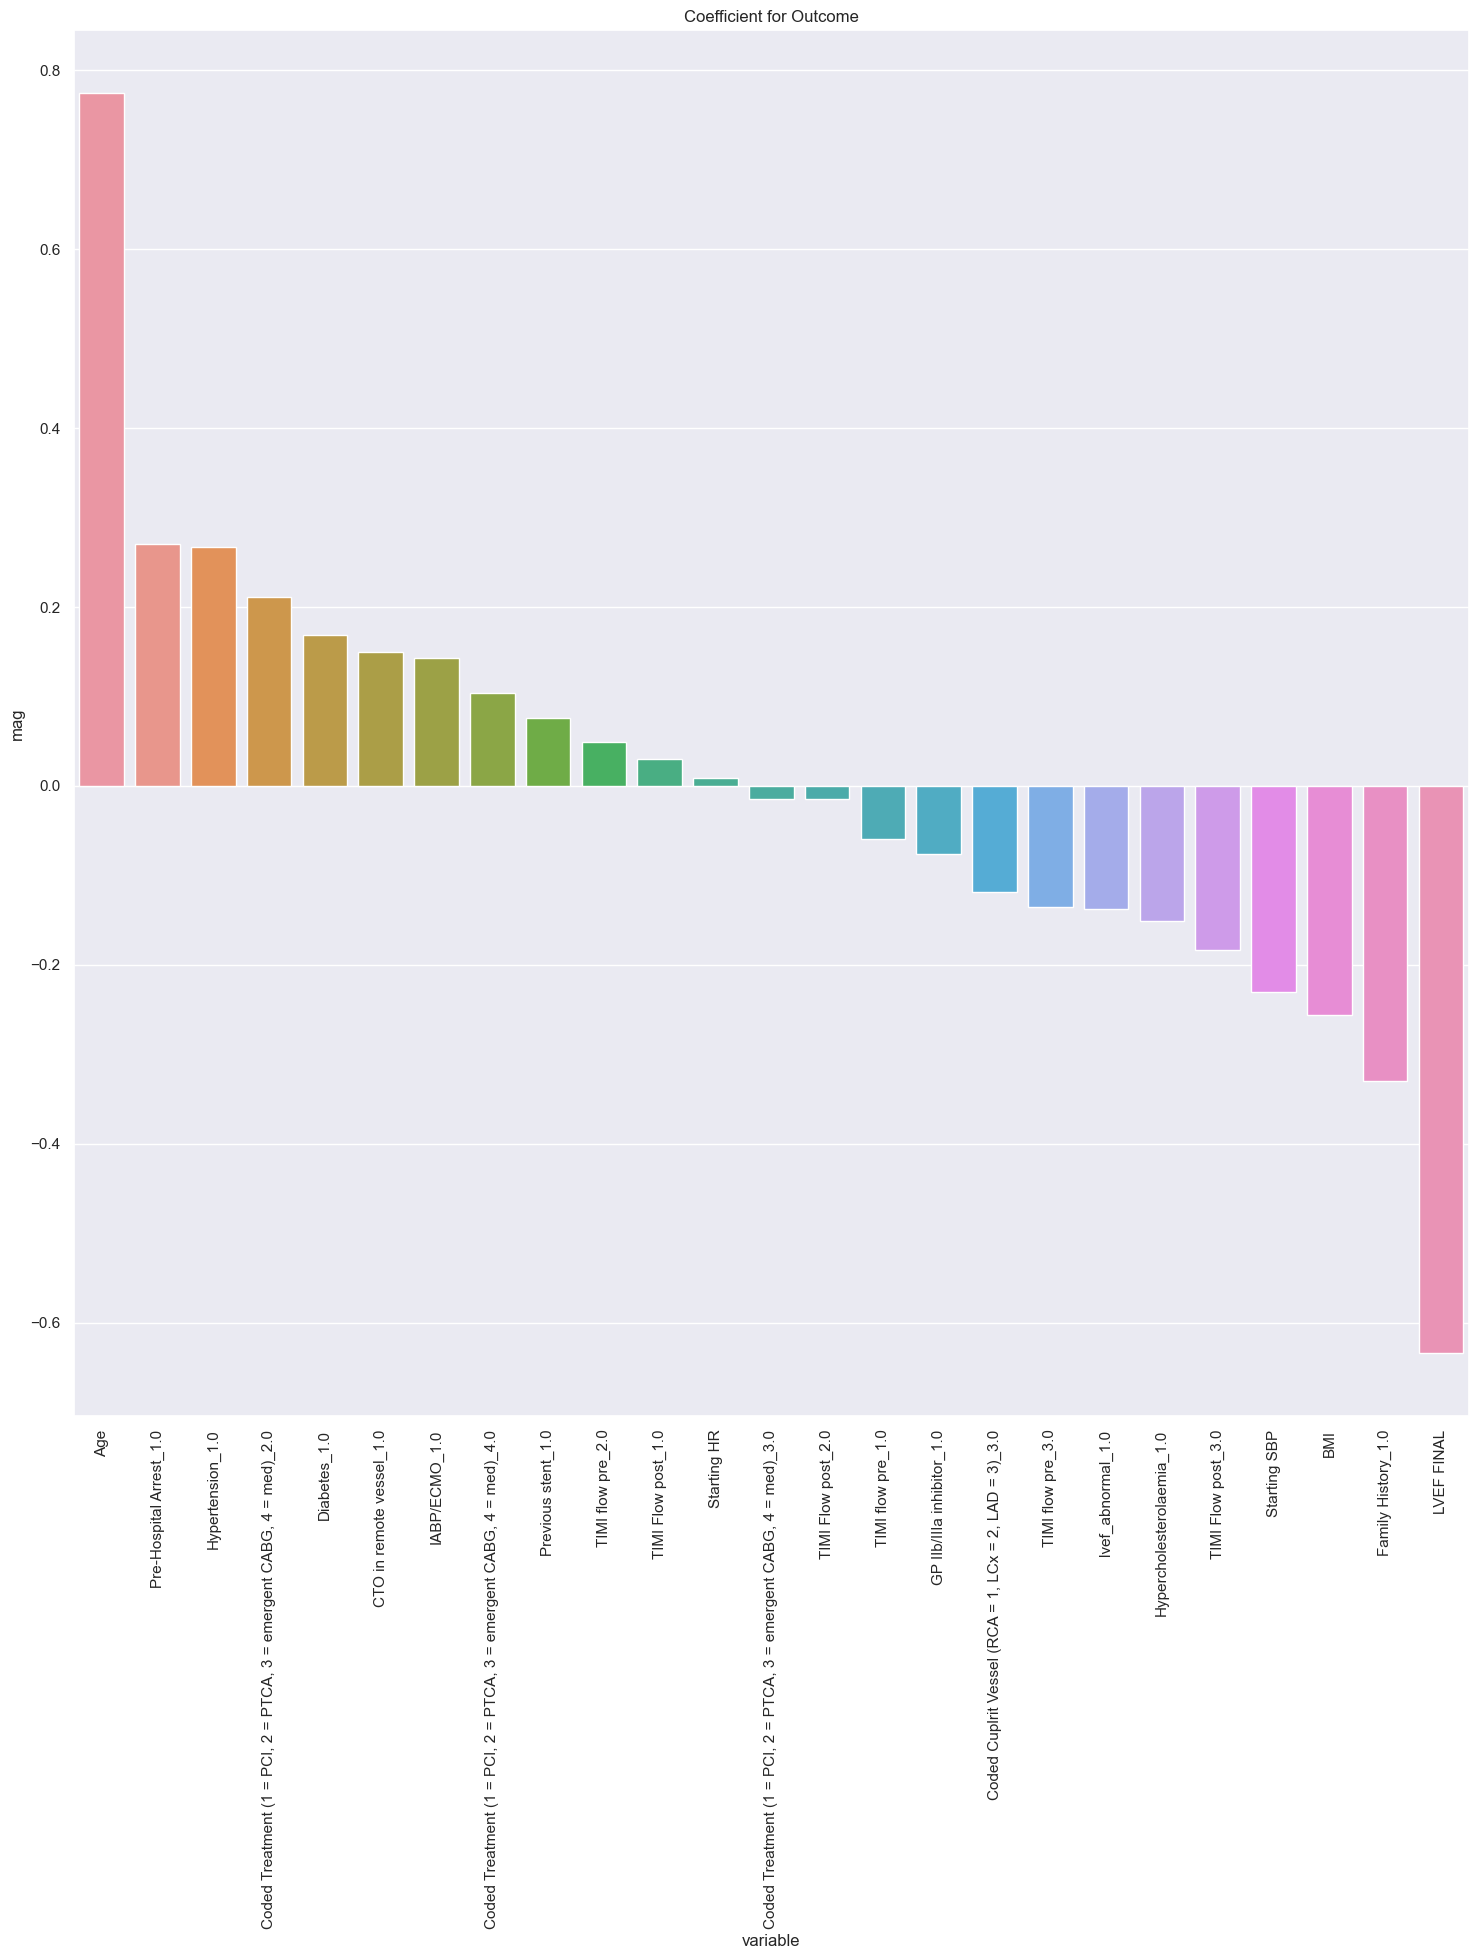 Coefficient for Outcome
0.8
0.6
0.4
0.2
0.0
−0.2
−0.4
−0.6
mag
Age
Pre-Hospital Arrest_1.0
Hypertension_1.0
Coded Treatment (1 = PCI, 2 = PTCA, 3 = emergent CABG, 4 = med)_2.0
Diabetes_1.0
CTO in remote vessel_1.0
IABP/ECMO_1.0
Coded Treatment (1 = PCI, 2 = PTCA, 3 = emergent CABG, 4 = med)_4.0
Previous stent_1.0
TIMI flow pre_2.0
TIMI Flow post_1.0
Starting HR
Coded Treatment (1 = PCI, 2 = PTCA, 3 = emergent CABG, 4 = med)_3.0
TIMI Flow post_2.0
TIMI flow pre_1.0
GP IIb/IIIa inhibitor_1.0
Coded Cuplrit Vessel (RCA = 1, LCx = 2, LAD = 3)_3.0
TIMI flow pre_3.0
lvef_abnormal_1.0
Hypercholesterolaemia_1.0
TIMI Flow post_3.0
Starting SBP
BMI
Family History_1.0
LVEF FINAL
variable